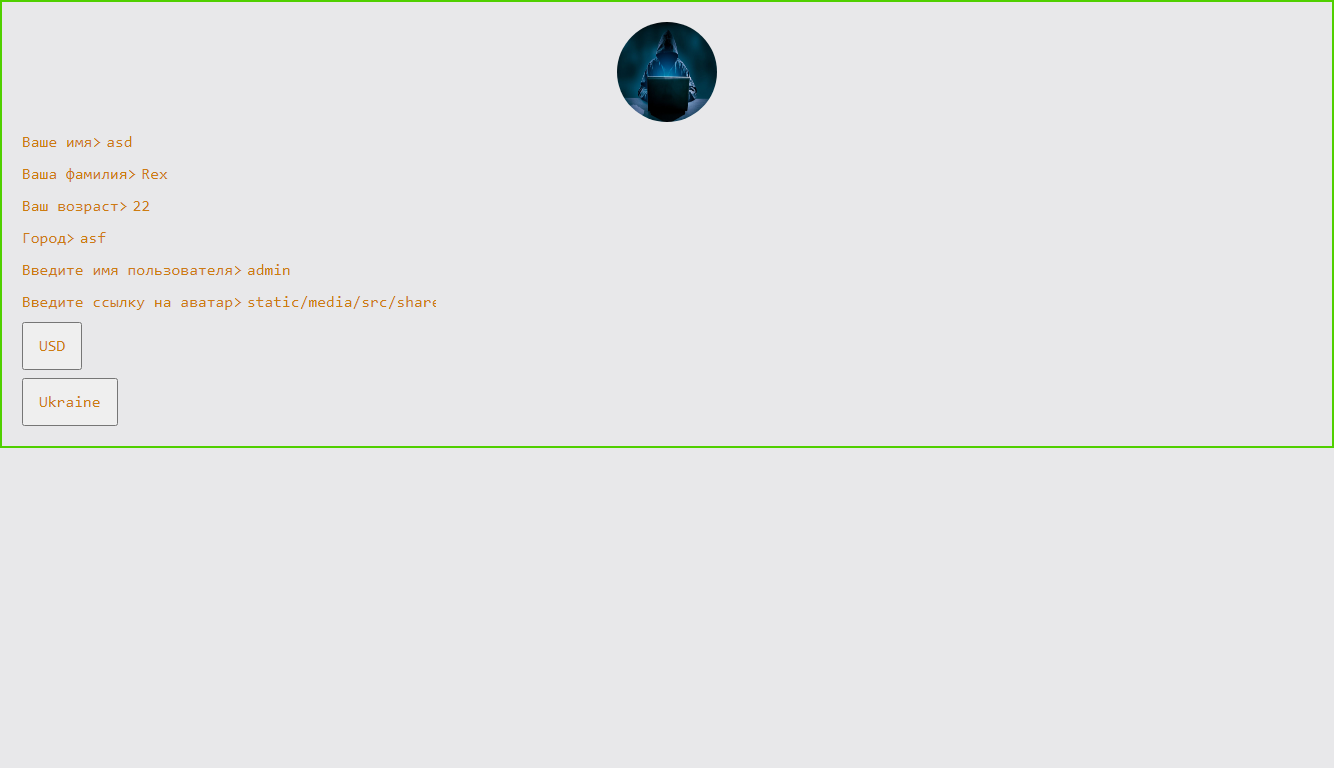 Ваше имя> asd
Ваша фамилия> Rex
Ваш возраст> 22
Город> asf
Введите имя пользователя> admin
Введите ссылку на аватар> static/media/src/share
USD
Ukraine